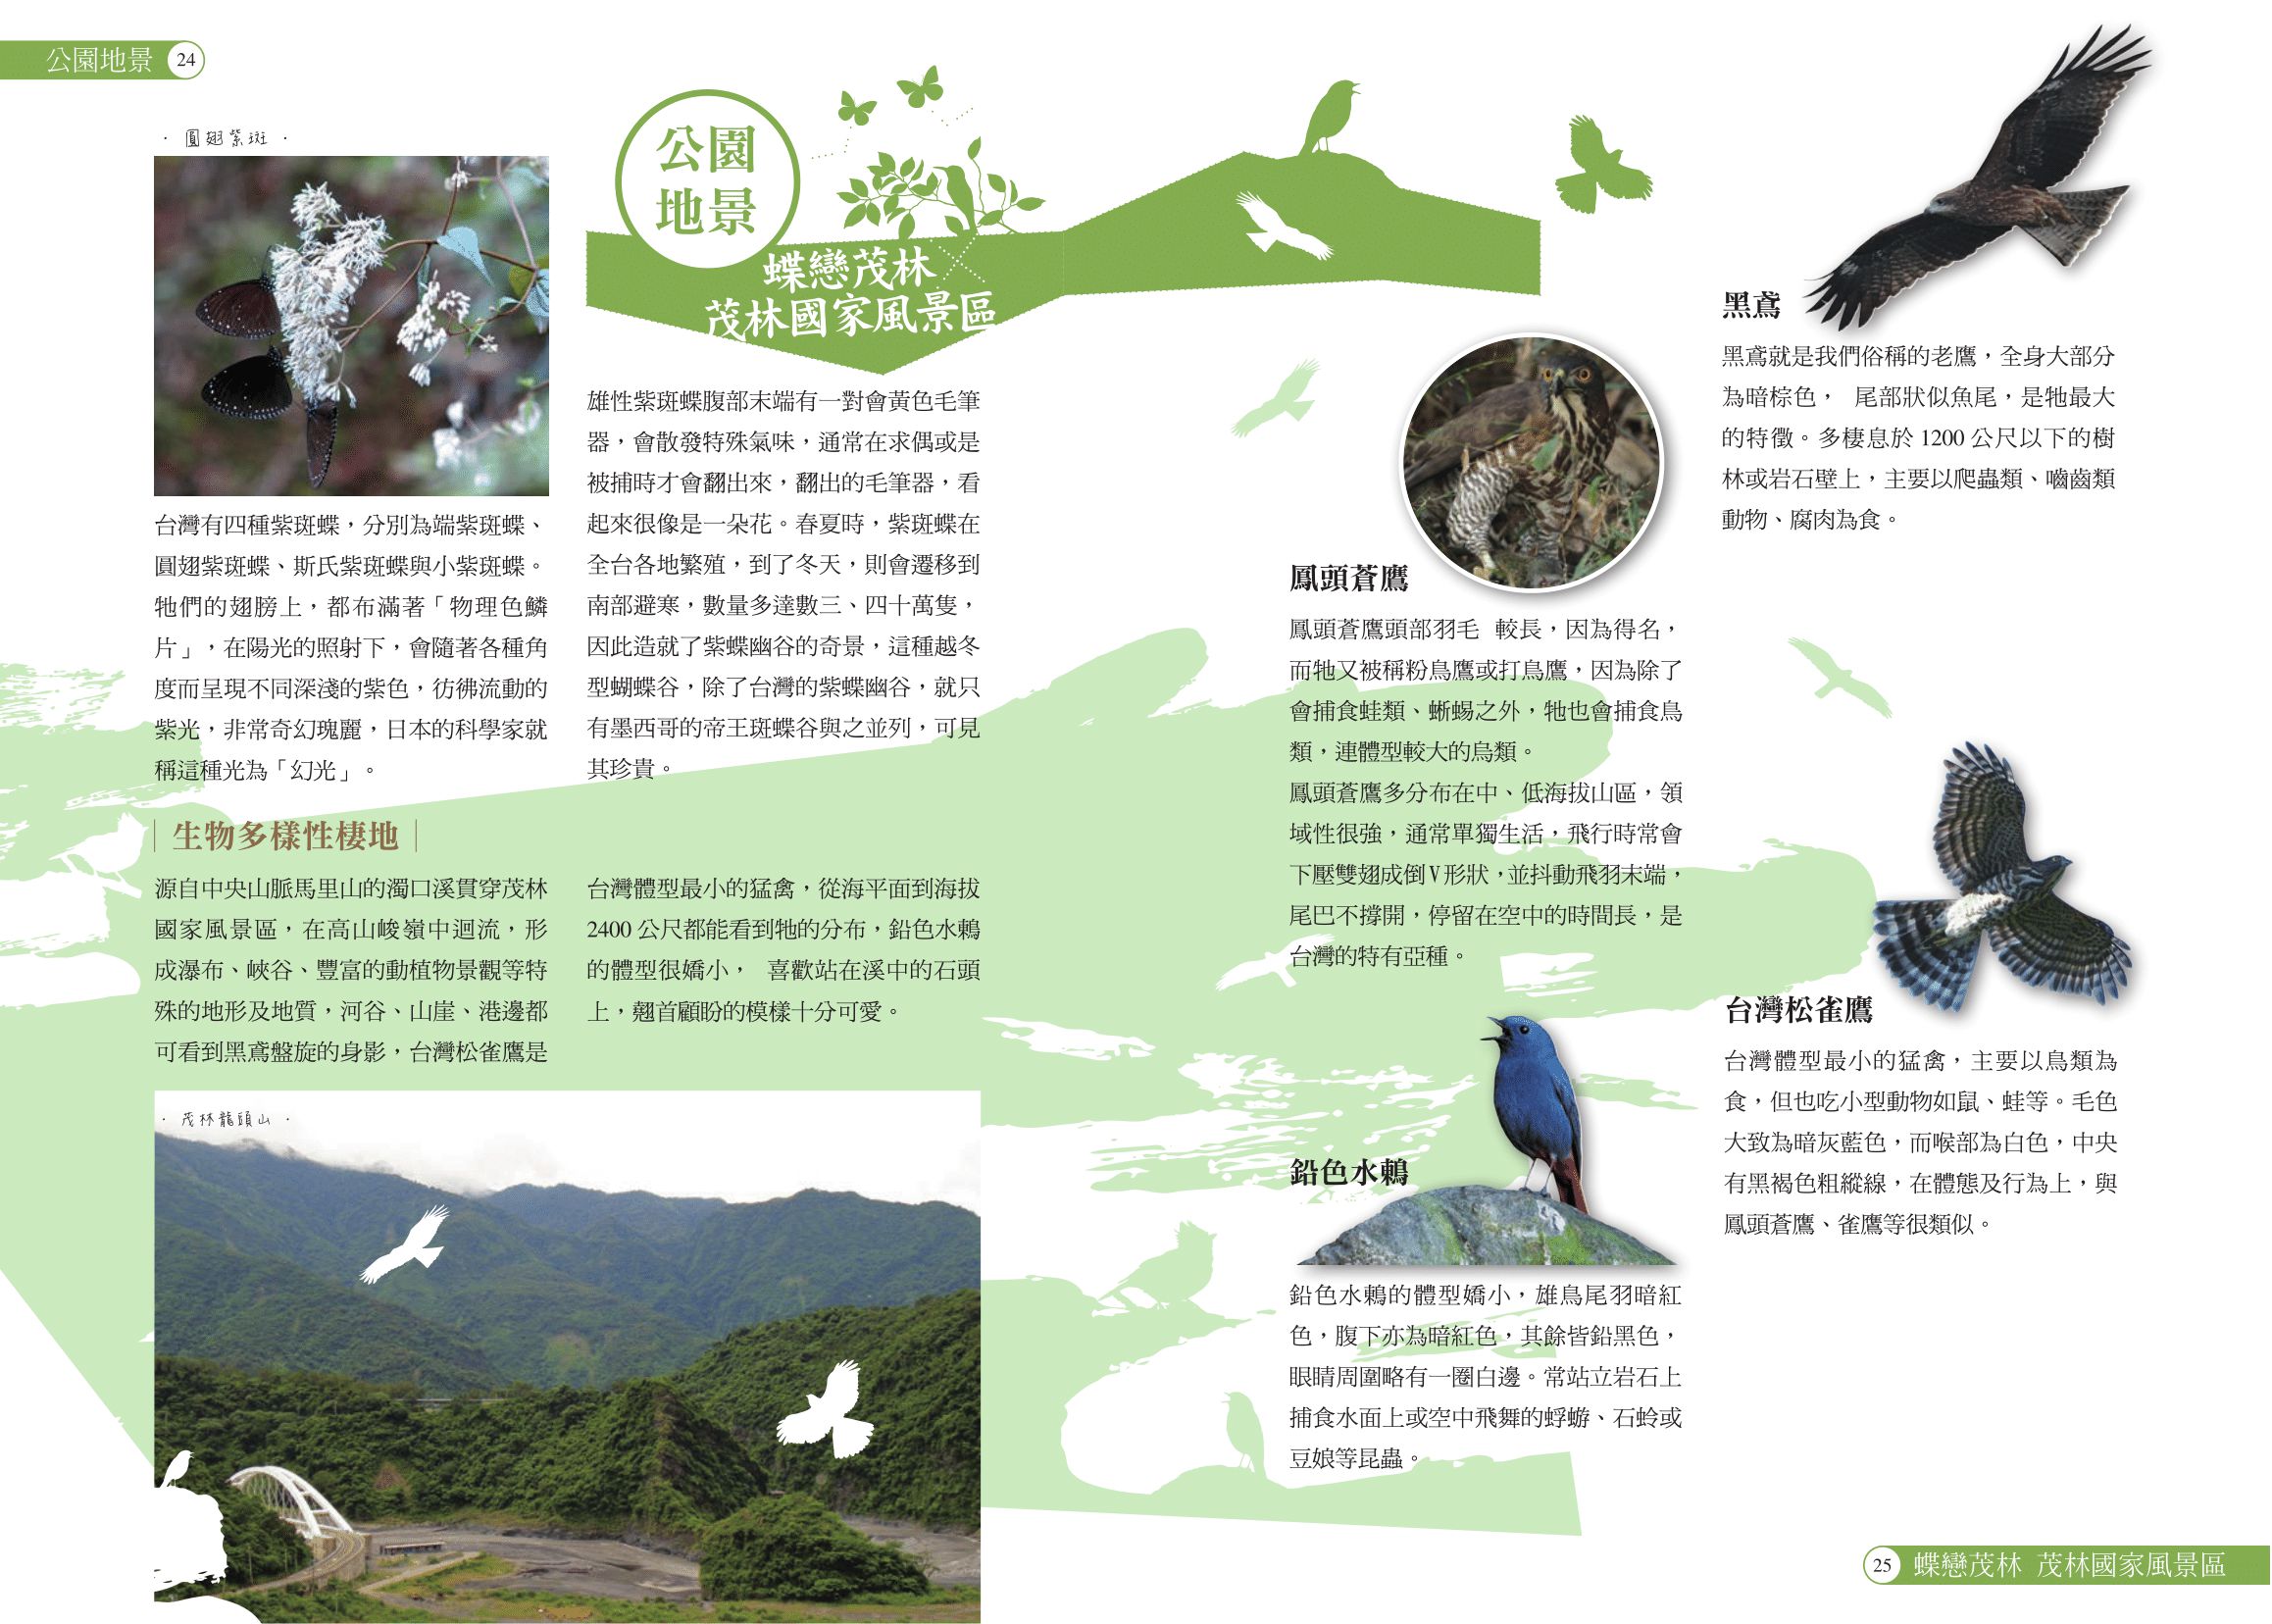 公園地景 24
· 圓翅紫斑 ·
公園
地景
蝶戀茂林
茂林國家風景區
台灣有四種紫斑蝶，分別為端紫斑蝶、
圓翅紫斑蝶、斯氏紫斑蝶與小紫斑蝶。
牠們的翅膀上，都布滿著「物理色鱗
片」，在陽光的照射下，會隨著各種角
度而呈現不同深淺的紫色，彷彿流動的
紫光，非常奇幻瑰麗，日本的科學家就
稱這種光為「幻光」。
雄性紫斑蝶腹部末端有一對會黃色毛筆
器，會散發特殊氣味，通常在求偶或是
被捕時才會翻出來，翻出的毛筆器，看
起來很像是一朵花。春夏時，紫斑蝶在
全台各地繁殖，到了冬天，則會遷移到
南部避寒，數量多達數三、四十萬隻，
因此造就了紫蝶幽谷的奇景，這種越冬
型蝴蝶谷，除了台灣的紫蝶幽谷，就只
有墨西哥的帝王斑蝶谷與之並列，可見
其珍貴。
生物多樣性棲地
源自中央山脈馬里山的濁口溪貫穿茂林
國家風景區，在高山峻嶺中迴流，形
成瀑布、峽谷、豐富的動植物景觀等特
殊的地形及地質，河谷、山崖、港邊都
可看到黑鳶盤旋的身影，台灣松雀鷹是
台灣體型最小的猛禽，從海平面到海拔
2400 公尺都能看到牠的分布，鉛色水鶇
的體型很嬌小， 喜歡站在溪中的石頭
上，翹首顧盼的模樣十分可愛。
· 茂林龍頭山 ·
黑鳶
黑鳶就是我們俗稱的老鷹，全身大部分
為暗棕色， 尾部狀似魚尾，是牠最大
的特徵。多棲息於 1200 公尺以下的樹
林或岩石壁上，主要以爬蟲類、嚙齒類
動物、腐肉為食。
鳳頭蒼鷹
鳳頭蒼鷹頭部羽毛 較長，因為得名，
而牠又被稱粉鳥鷹或打鳥鷹，因為除了
會捕食蛙類、蜥蜴之外，牠也會捕食鳥
類，連體型較大的鳥類。
鳳頭蒼鷹多分布在中、低海拔山區，領
域性很強，通常單獨生活，飛行時常會
下壓雙翅成倒V形狀，並抖動飛羽末端，
尾巴不撐開，停留在空中的時間長，是
台灣的特有亞種。
台灣松雀鷹
台灣體型最小的猛禽，主要以鳥類為
食，但也吃小型動物如鼠、蛙等。毛色
大致為暗灰藍色，而喉部為白色，中央
有黑褐色粗縱線，在體態及行為上，與
鳳頭蒼鷹、雀鷹等很類似。
鉛色水鶇
鉛色水鶇的體型嬌小，雄鳥尾羽暗紅
色，腹下亦為暗紅色，其餘皆鉛黑色，
眼睛周圍略有一圈白邊。常站立岩石上
捕食水面上或空中飛舞的蜉蝣、石蛉或
豆娘等昆蟲。
25 蝶戀茂林 茂林國家風景區